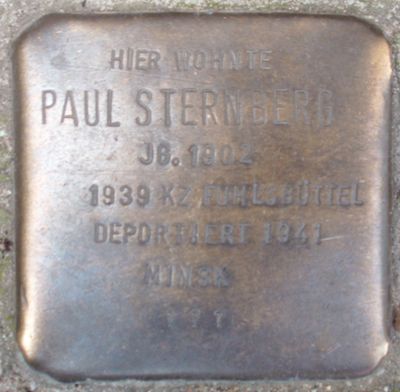 HIER WOHNTE
PAUL STERNBERG
JG. 1902
1939 KZ FUHLSBÜTTEL
DEPORTIERT 1941
MINSK
???